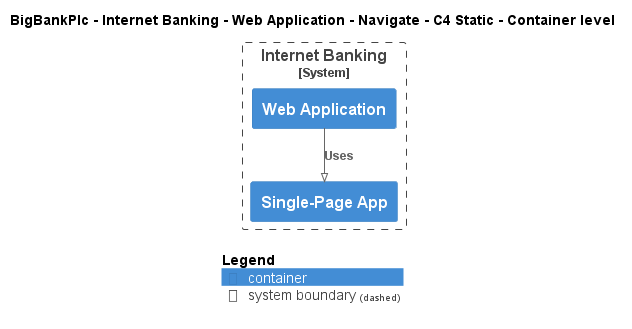 BigBankPlc - Internet Banking - Web Application - Navigate - C4 Static - Container level
Internet Banking
[System]
Web Application
Uses
Single-Page App
Legend
container
system boundary (dashed)